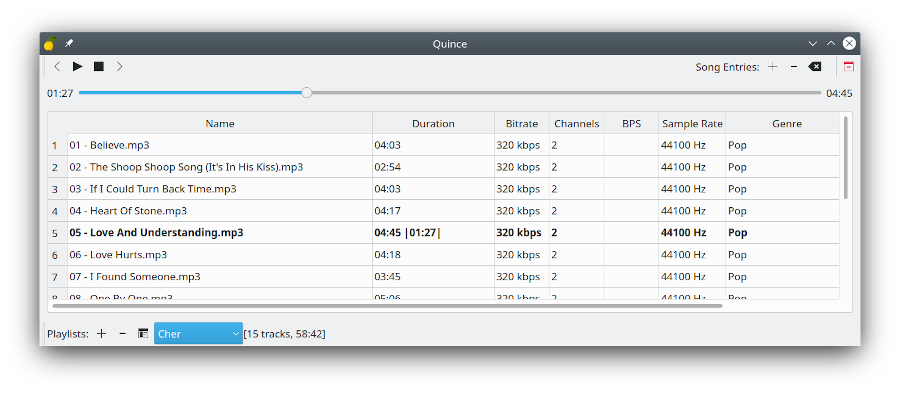 Quince
Song Entries:
01:27 04:45
Name Duration Bitrate Channels BPS Sample Rate Genre
1 01 - Believe.mp3 04:03 320 kbps 2 44100 Hz Pop
2 02 - The Shoop Shoop Song (It's In His Kiss).mp3 02:54 320 kbps 2 44100 Hz Pop
3 03 - If I Could Turn Back Time.mp3 04:03 320 kbps 2 44100 Hz Pop
4 04 - Heart Of Stone.mp3 04:17 320 kbps 2 44100 Hz Pop
5 05 - Love And Understanding.mp3 04:45 |01:27| 320 kbps 2 44100 Hz Pop
6 06 - Love Hurts.mp3 04:18 320 kbps 2 44100 Hz Pop
7 07 - I Found Someone.mp3 03:45 320 kbps 2 44100 Hz Pop
8 08 - One By One.mp3 05:06 320 kbps 2 44100 Hz Pop
Playlists: Cher [15 tracks, 58:42]